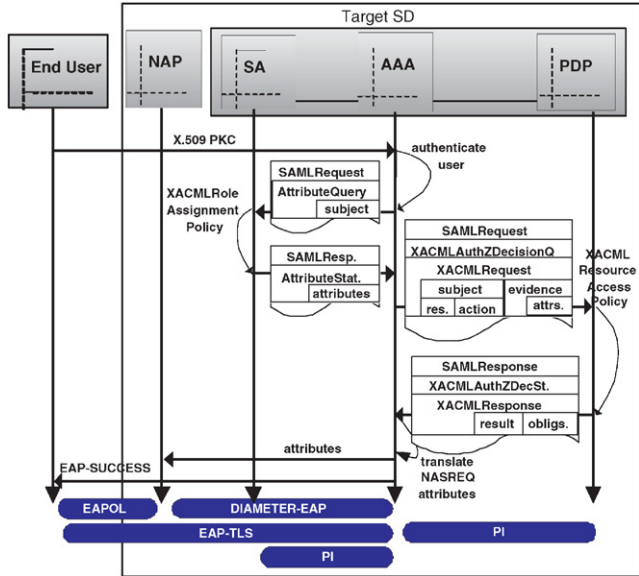 Target SD
End User
NAP
SA
AAA
PDP
X.509 PKC
authenticate
user
SAMLRequest
AttributeQuery
subject
XACMLRole
Assignment
Policy
SAMLRequest
XACMLAuthZDecisionQ
XACMLRequest
subject
evidence
res.
action
attrs.
XACML
Resource
Access
Policy
SAMLResp.
AttributeStat.
attributes
SAMLResponse
XACMLAuthZDecSt.
XACMLResponse
result
obligs.
attributes
translate
NASREQ
attributes
EAP-SUCCESS
EAPOL
DIAMETER-EAP
EAP-TLS
PI
PI